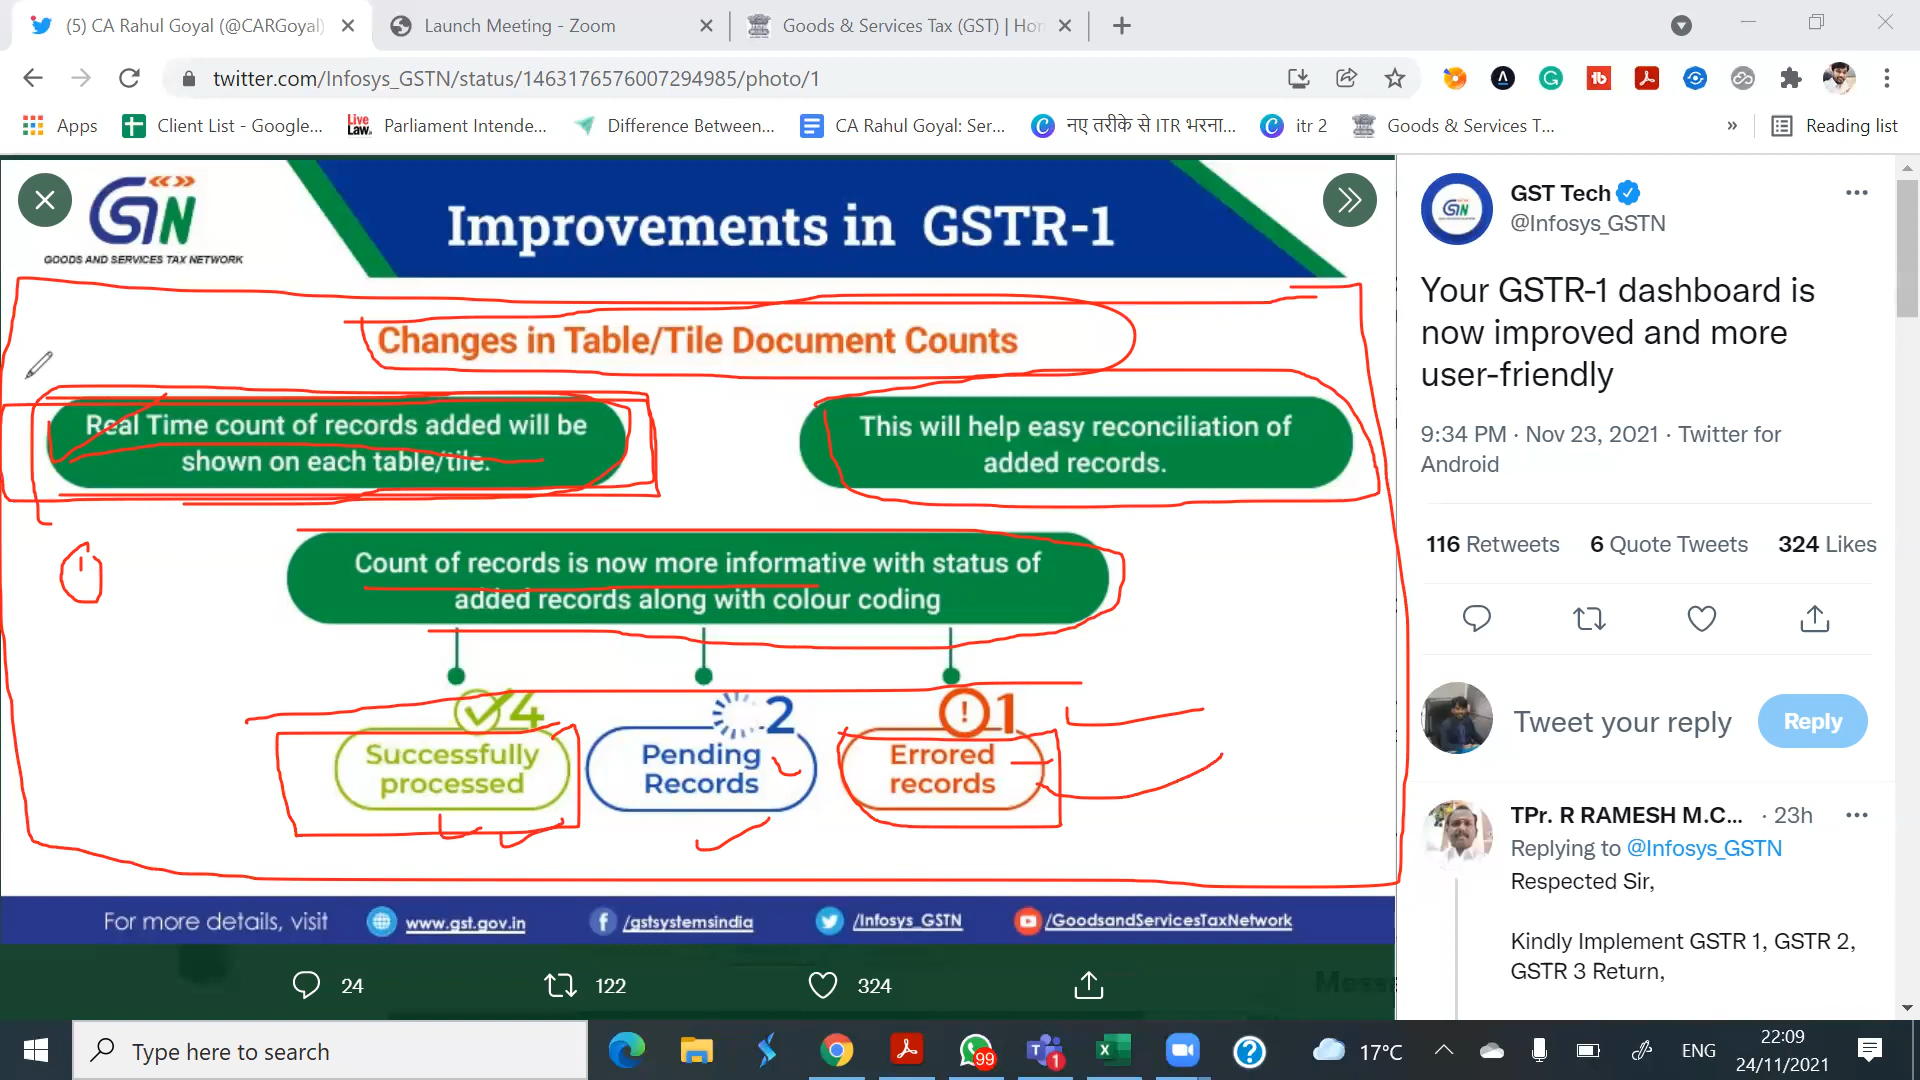 (5) CA Rahul Goyal (@CARGoyal)
Launch Meeting - Zoom
Goods & Services Tax (GST) | Hon
twitter.com/Infosys_GSTN/status/1463176576007294985/photo/1
Apps
Client List - Google...
Live Law.
Parliament Intende...
Difference Between...
CA Rahul Goyal: Ser...
नए तरीके से ITR भरना...
itr 2
Goods & Services T...
»
Reading list
GSTN
GOODS AND SERVICES TAX NETWORK
Improvements in GSTR-1
Changes in Table/Tile Document Counts
Real Time count of records added will be
shown on each table/tile.
This will help easy reconciliation of
added records.
Count of records is now more informative with status of
added records along with colour coding
4
Successfully
processed
2
Pending
Records
! 1
Errored
records
For more details, visit
www.gst.gov.in
/gstsystemsindia
/Infosys_GSTN
/GoodsandServicesTaxNetwork
24
122
324
GST Tech
@Infosys_GSTN
Your GSTR-1 dashboard is
now improved and more
user-friendly
9:34 PM · Nov 23, 2021 · Twitter for
Android
116 Retweets 6 Quote Tweets 324 Likes
Tweet your reply
Reply
TPr. R RAMESH M.C... · 23h
Replying to @Infosys_GSTN
Respected Sir,
Kindly Implement GSTR 1, GSTR 2,
GSTR 3 Return,
Type here to search
99
1
17°C
ENG
22:09
24/11/2021